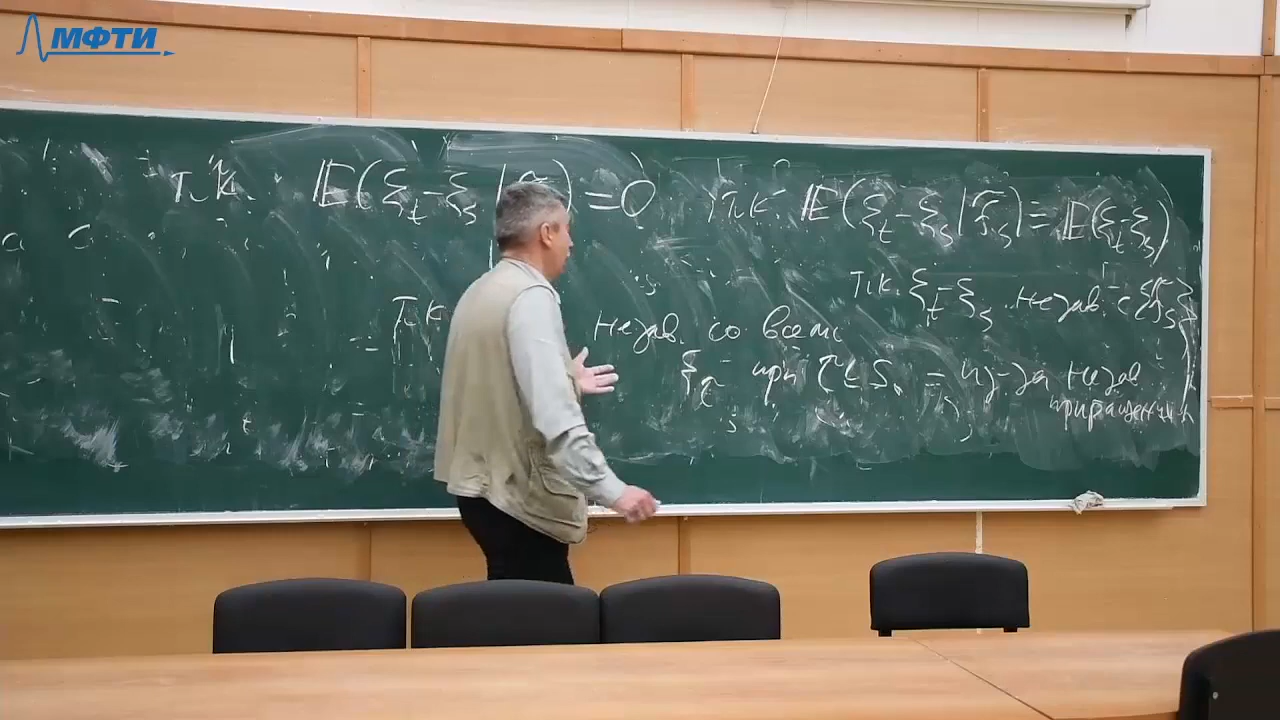 МФТИ
т.к. 𝔼(ξ_t-ξ_s| )=0 т.к. 𝔼(ξ_t-ξ_s|ℱ_s)=𝔼(ξ_t-ξ_s)
т.к. ξ_t-ξ_s незав. с {ℱ_s}
т.к. незав. со всеми
ξ_τ при τ≤s, = из-за незав.
приращений